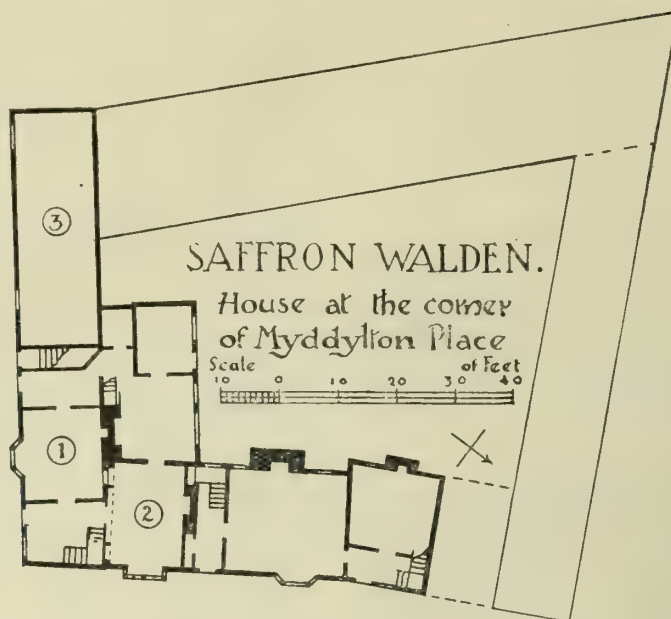 SAFFRON WALDEN.
House at the corner
of Myddylton Place
Scale of Feet
10 0 10 20 30 40
3
1
2